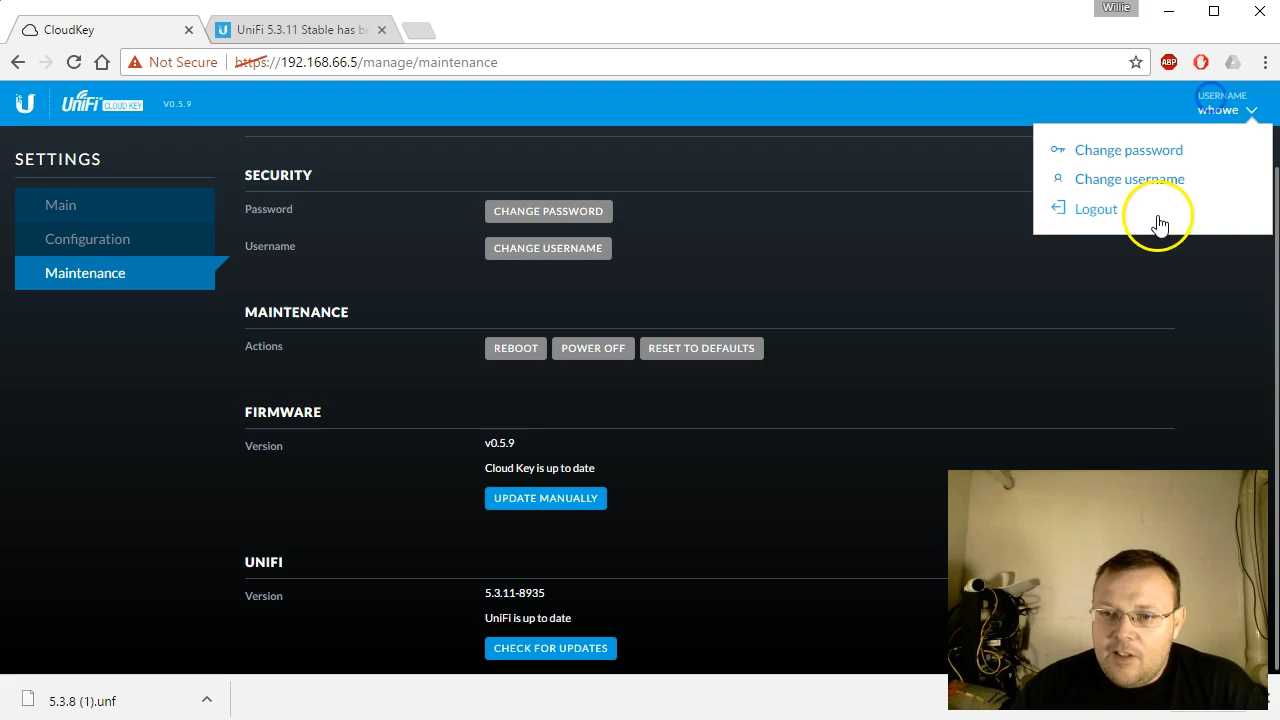 Willie
CloudKey
UniFi 5.3.11 Stable has be
Not Secure
https://192.168.66.5/manage/maintenance
ABP
UniFi CLOUD KEY
V0.5.9
USERNAME
whowe
Change password
Change username
Logout
SETTINGS
Main
Configuration
Maintenance
SECURITY
Password
CHANGE PASSWORD
Username
CHANGE USERNAME
MAINTENANCE
Actions
REBOOT
POWER OFF
RESET TO DEFAULTS
FIRMWARE
Version
v0.5.9
Cloud Key is up to date
UPDATE MANUALLY
UNIFI
Version
5.3.11-8935
UniFi is up to date
CHECK FOR UPDATES
5.3.8 (1).unf